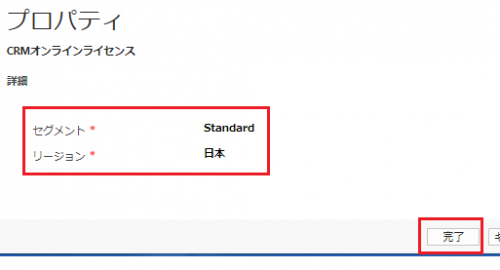 プロパティ
CRMオンラインライセンス
詳細
セグメント * Standard
リージョン * 日本
完了